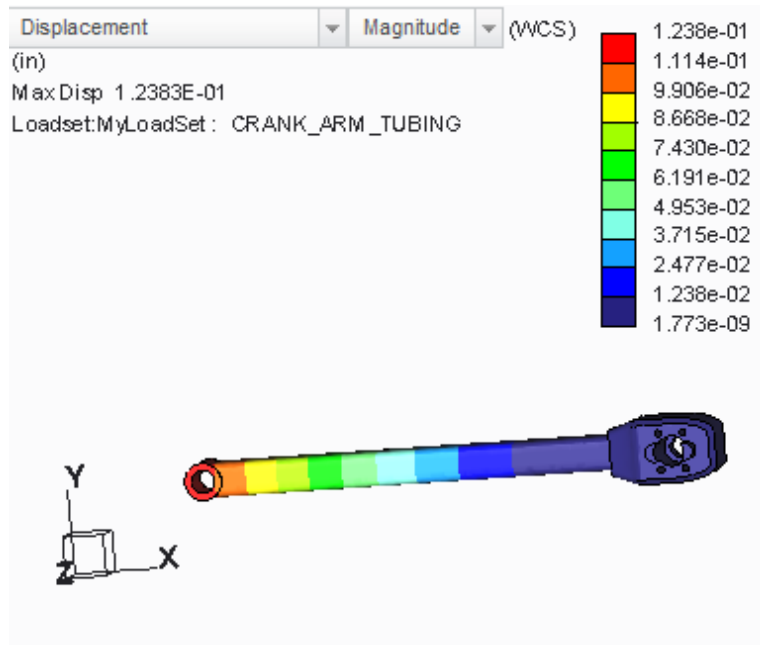 Displacement Magnitude (WCS)
(in)
Max Disp 1.2383E-01
Loadset:MyLoadSet : CRANK_ARM_TUBING
1.238e-01
1.114e-01
9.906e-02
8.668e-02
7.430e-02
6.191e-02
4.953e-02
3.715e-02
2.477e-02
1.238e-02
1.773e-09
Y
X
Z